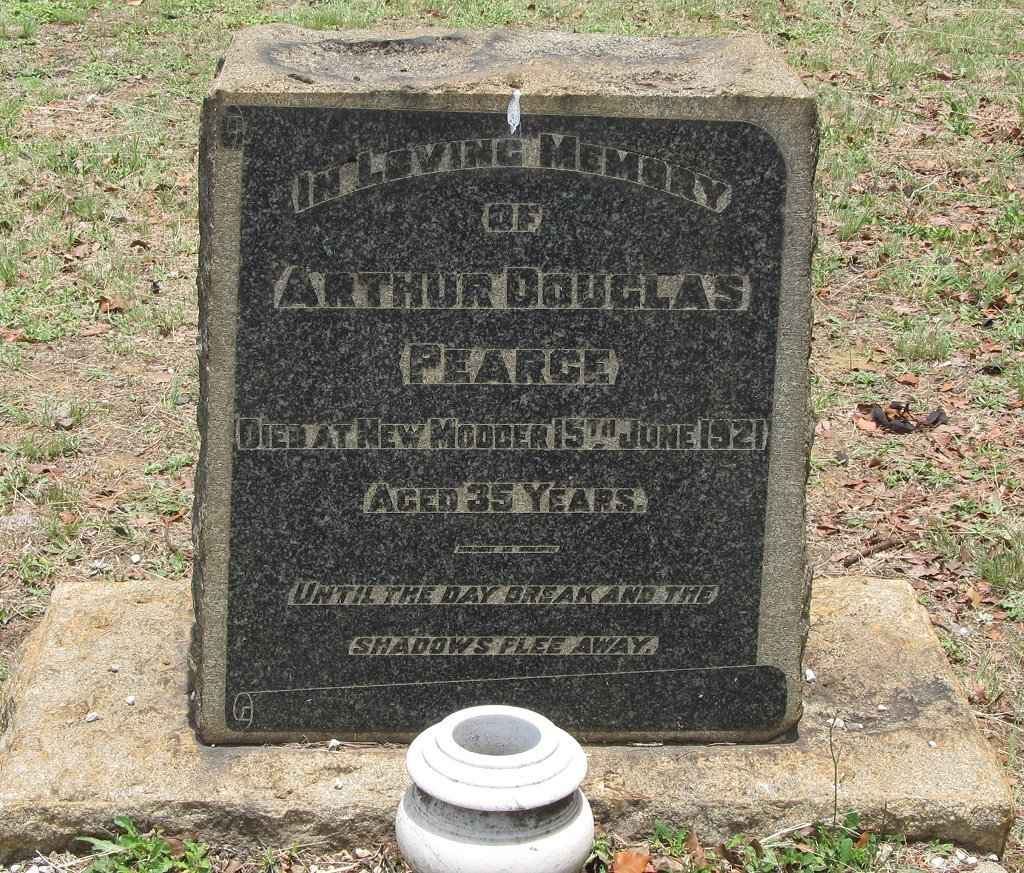 IN LOVING MEMORY
OF
ARTHUR DOUGLAS
PEARCE
DIED AT NEW MODDER 15TH JUNE 1921
AGED 35 YEARS.
UNTIL THE DAY BREAK AND THE
SHADOWS FLEE AWAY.